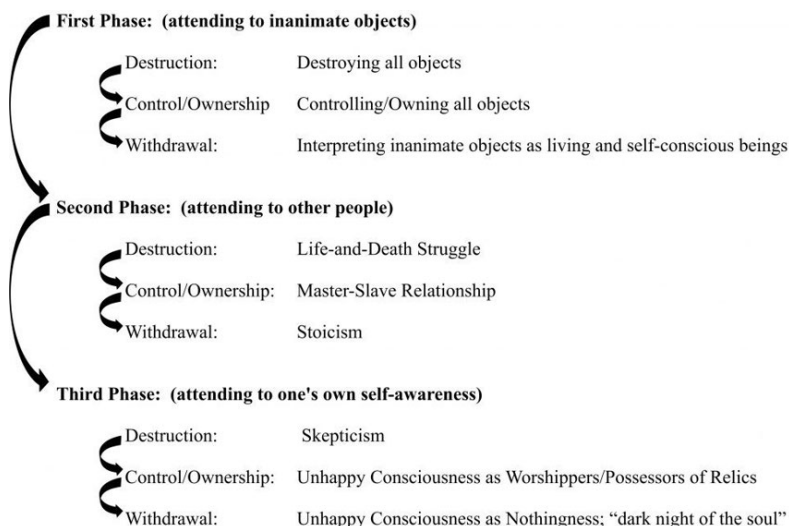 First Phase: (attending to inanimate objects)
Destruction: Destroying all objects
Control/Ownership Controlling/Owning all objects
Withdrawal: Interpreting inanimate objects as living and self-conscious beings
Second Phase: (attending to other people)
Destruction: Life-and-Death Struggle
Control/Ownership: Master-Slave Relationship
Withdrawal: Stoicism
Third Phase: (attending to one's own self-awareness)
Destruction: Skepticism
Control/Ownership: Unhappy Consciousness as Worshippers/Possessors of Relics
Withdrawal: Unhappy Consciousness as Nothingness; “dark night of the soul”